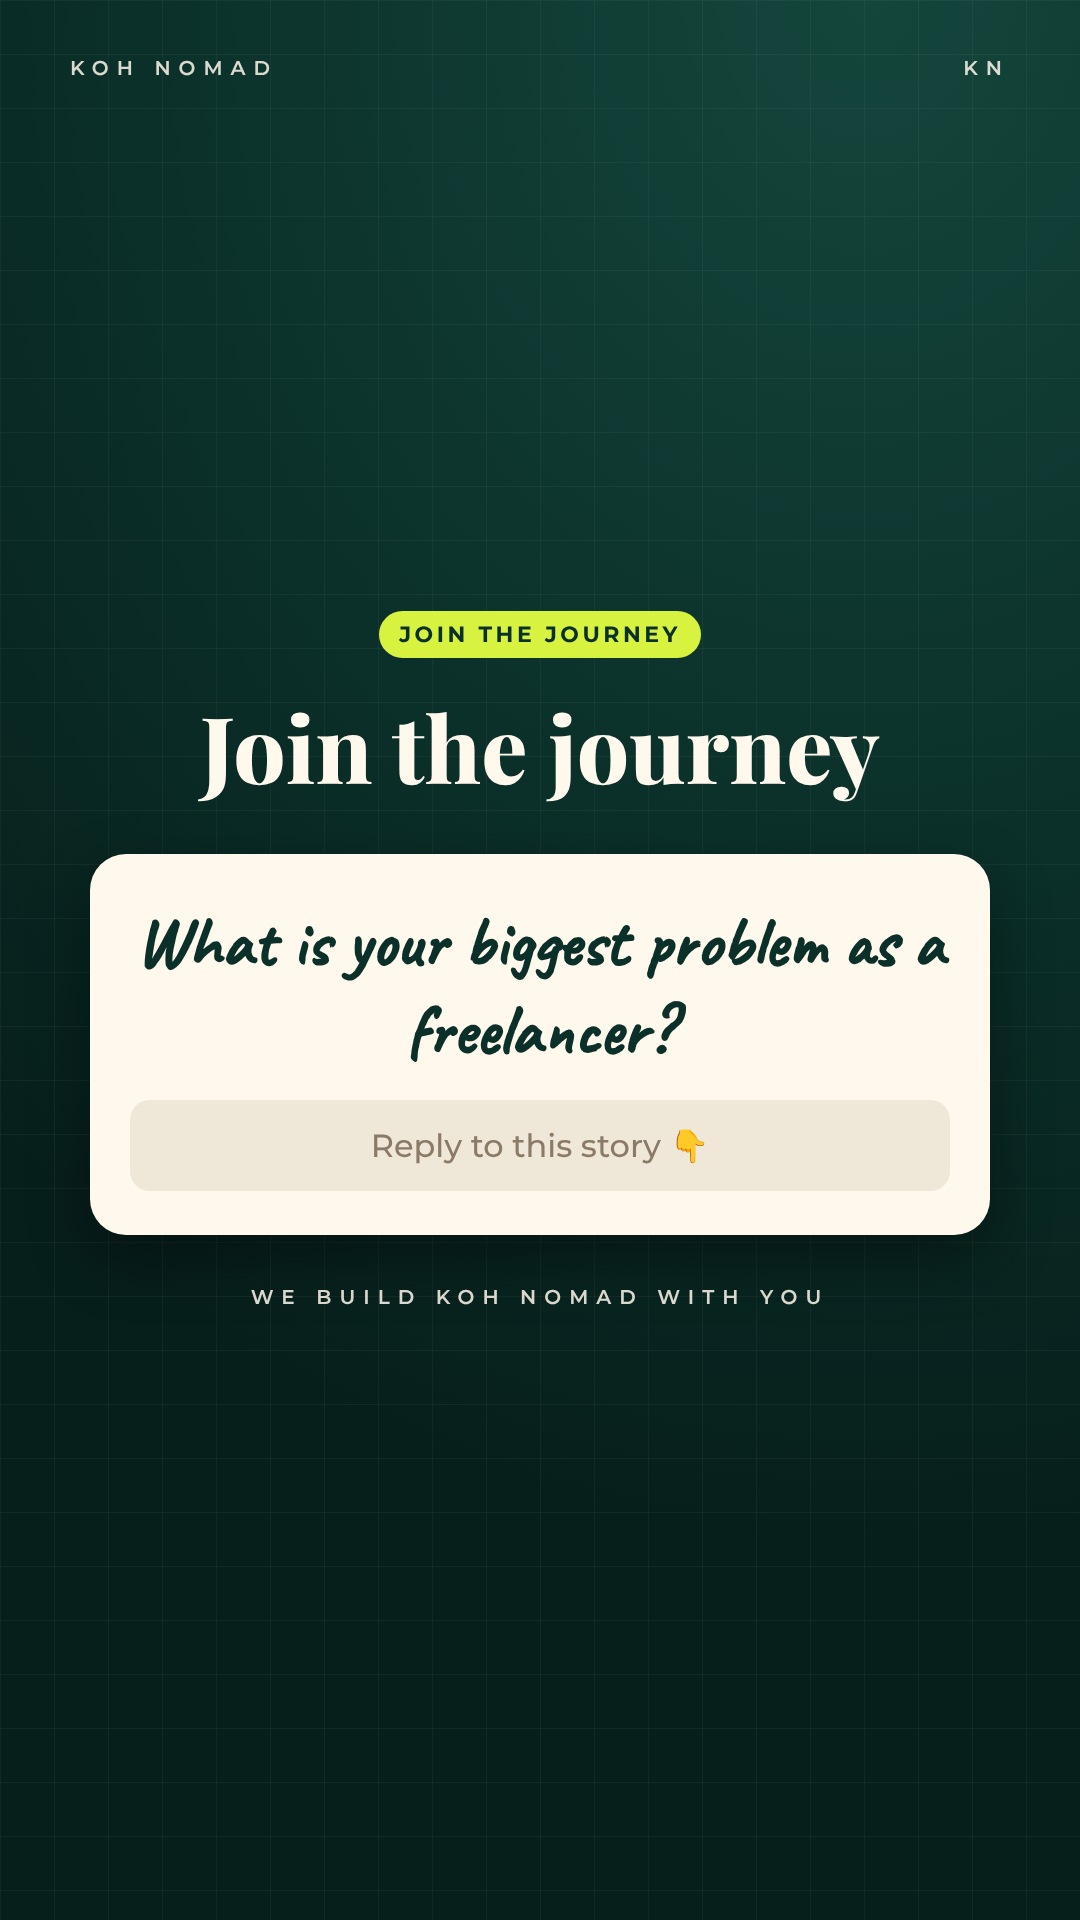 KOH NOMAD
KN
JOIN THE JOURNEY
Join the journey
What is your biggest problem as a
freelancer?
Reply to this story 👇
WE BUILD KOH NOMAD WITH YOU